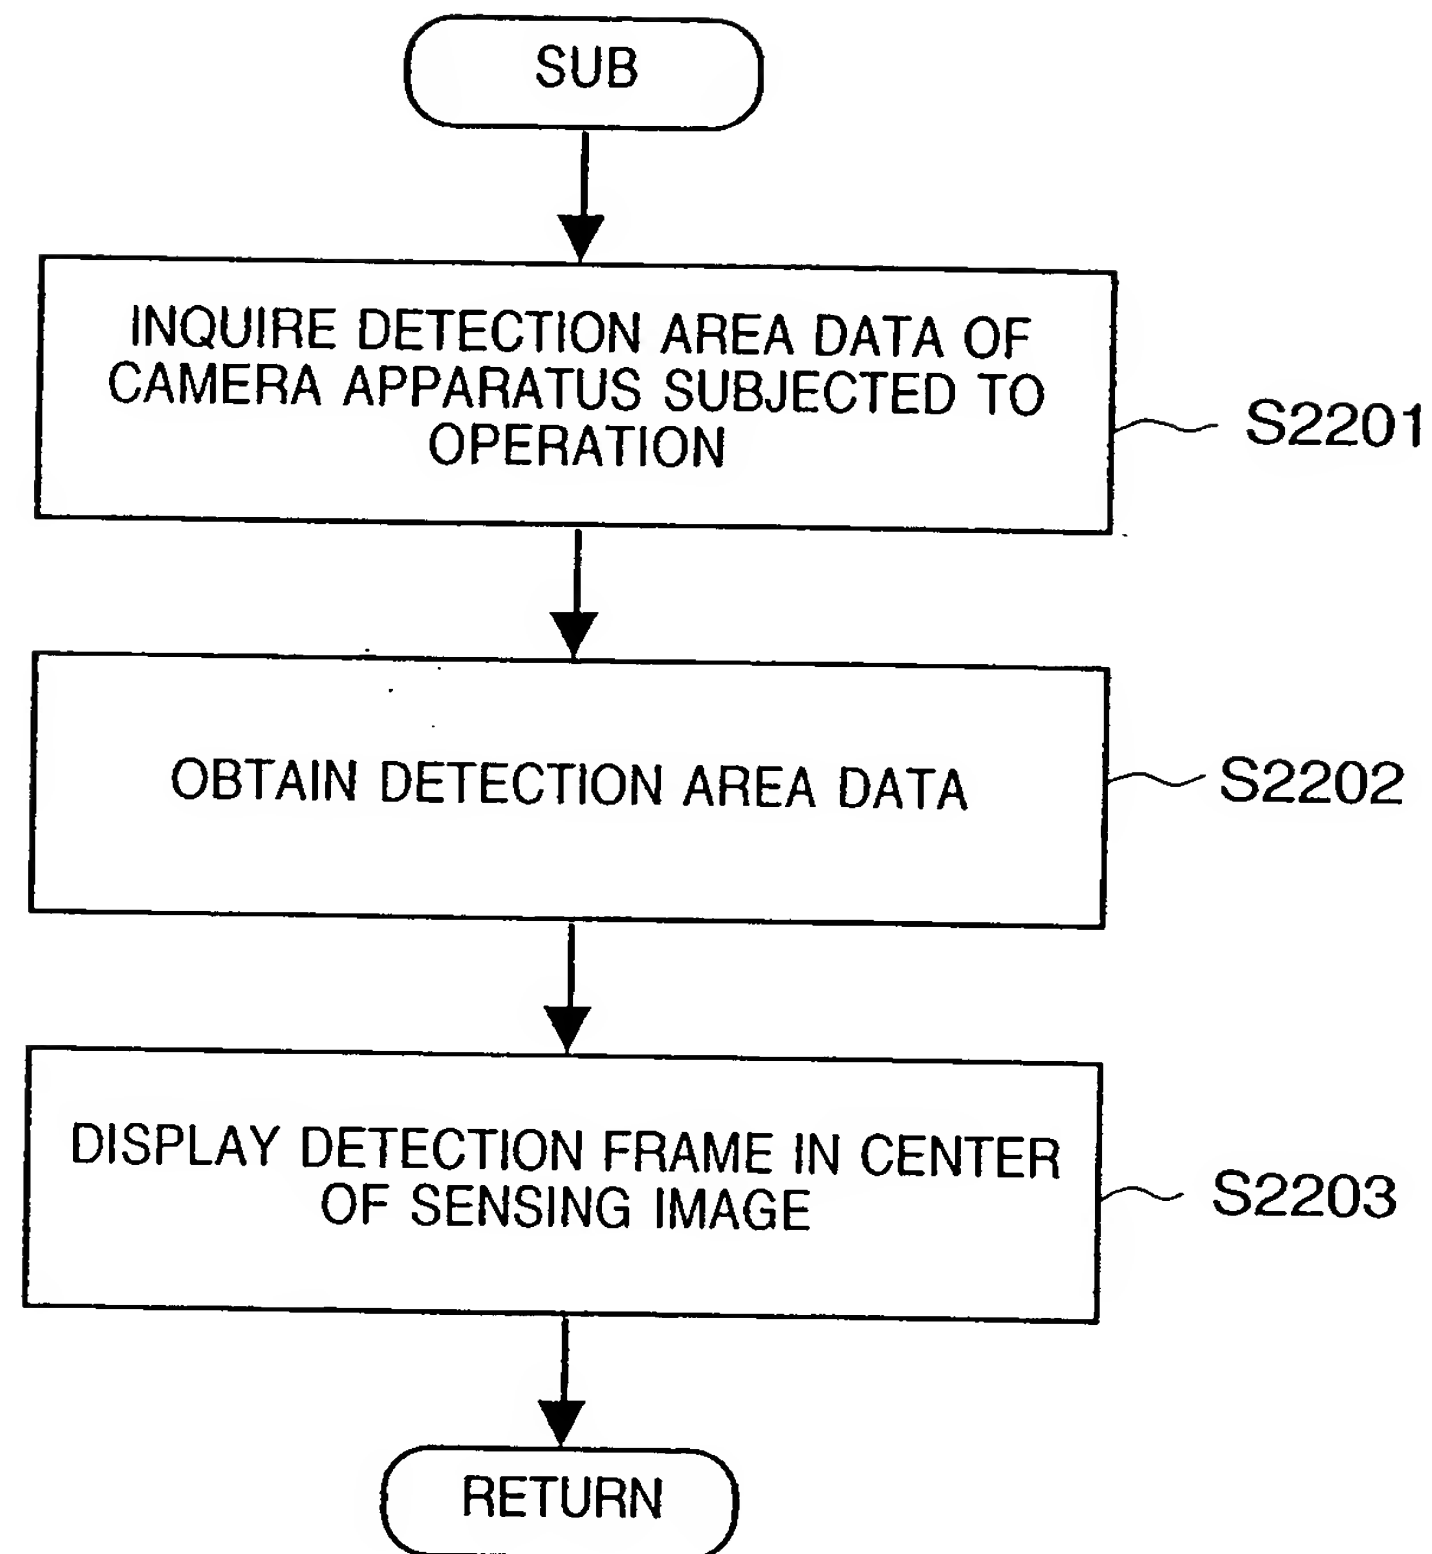 SUB
INQUIRE DETECTION AREA DATA OF
CAMERA APPARATUS SUBJECTED TO
OPERATION
S2201
OBTAIN DETECTION AREA DATA
S2202
DISPLAY DETECTION FRAME IN CENTER
OF SENSING IMAGE
S2203
RETURN